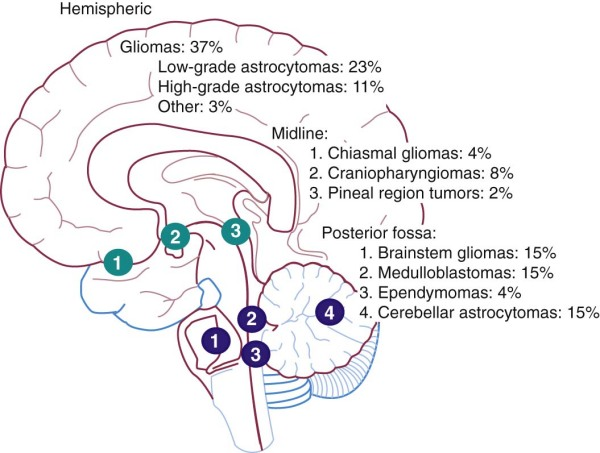 Hemispheric
Gliomas: 37%
Low-grade astrocytomas: 23%
High-grade astrocytomas: 11%
Other: 3%
Midline:
1. Chiasmal gliomas: 4%
2. Craniopharyngiomas: 8%
3. Pineal region tumors: 2%
Posterior fossa:
1. Brainstem gliomas: 15%
2. Medulloblastomas: 15%
3. Ependymomas: 4%
4. Cerebellar astrocytomas: 15%
1
2
3
1
2
3
4